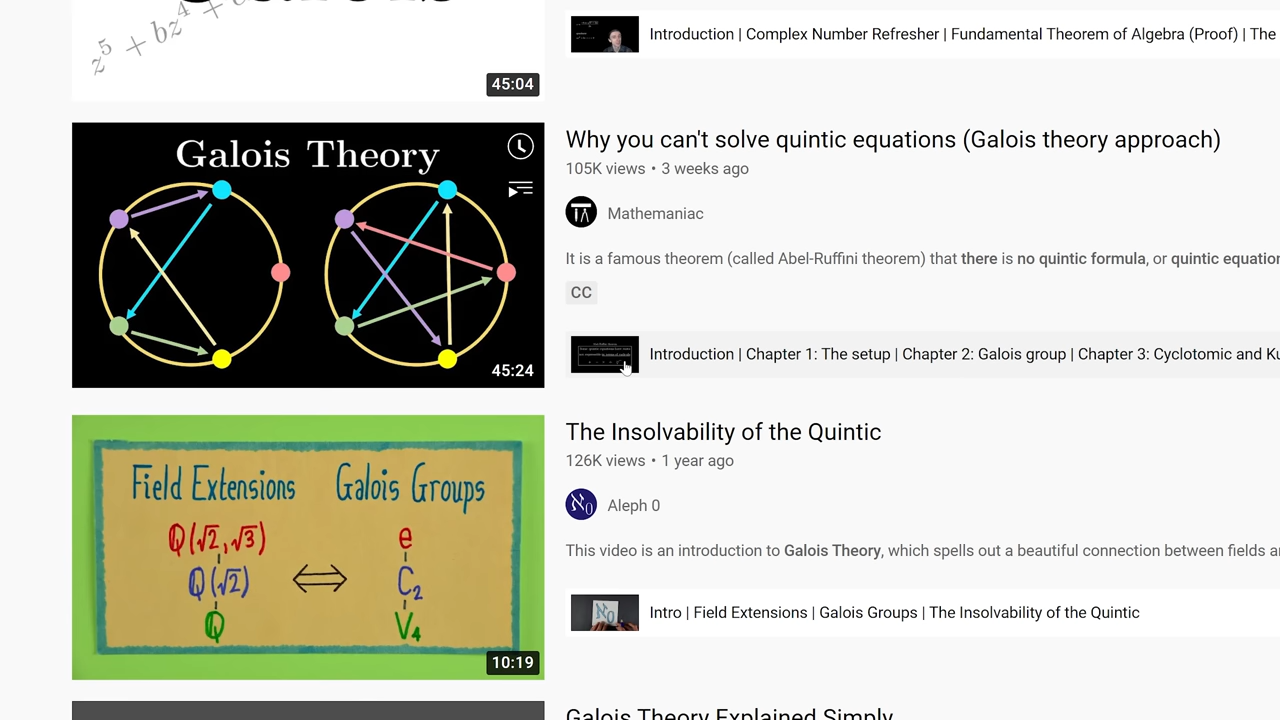 z⁵ + bz⁴ +
45:04
Introduction | Complex Number Refresher | Fundamental Theorem of Algebra (Proof) | The
Galois Theory
45:24
Why you can't solve quintic equations (Galois theory approach)
105K views • 3 weeks ago
Mathemaniac
It is a famous theorem (called Abel-Ruffini theorem) that there is no quintic formula, or quintic equation
CC
Introduction | Chapter 1: The setup | Chapter 2: Galois group | Chapter 3: Cyclotomic and Ku
Field Extensions Galois Groups
Q(√2,√3) e
Q(√2) ⇔ C₂
Q V₄
10:19
The Insolvability of the Quintic
126K views • 1 year ago
ℵ0
Aleph 0
This video is an introduction to Galois Theory, which spells out a beautiful connection between fields a
Intro | Field Extensions | Galois Groups | The Insolvability of the Quintic
Galois Theory Explained Simply